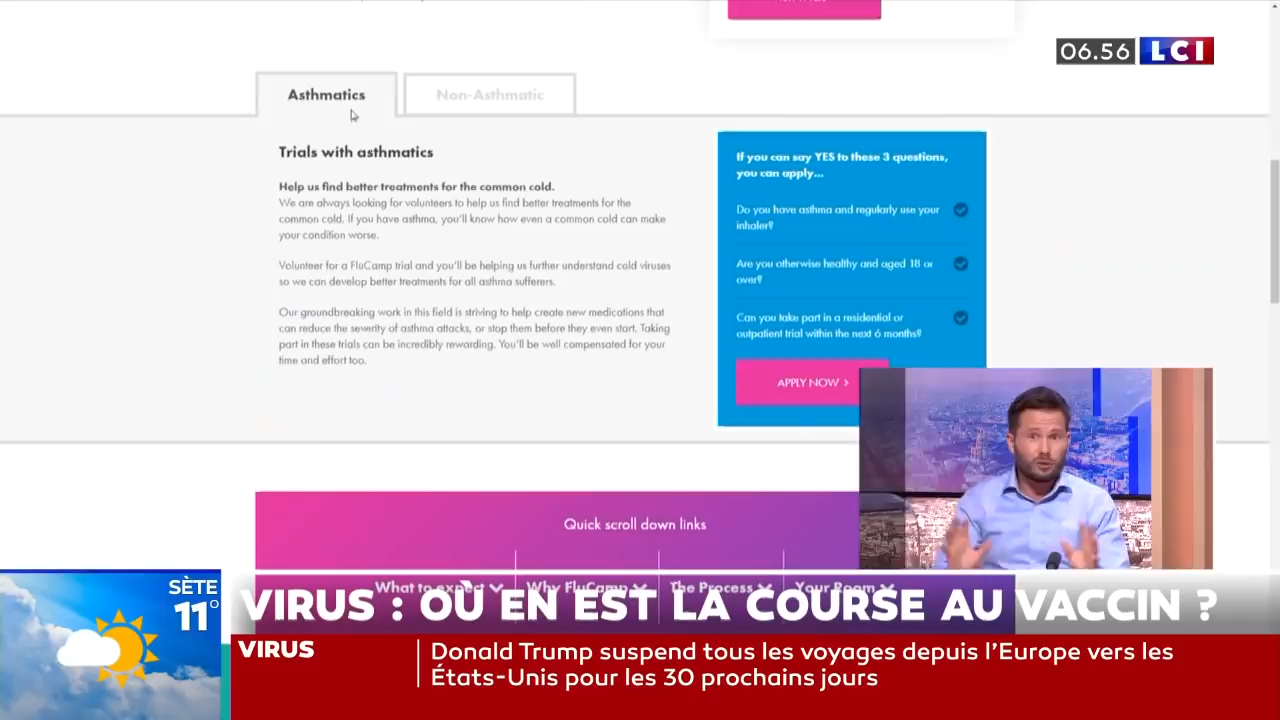 06.56 LCI
Asthmatics
Non-Asthmatic
Trials with asthmatics
Help us find better treatments for the common cold.
We are always looking for volunteers to help us find better treatments for the
common cold. If you have asthma, you'll know how even a common cold can make
your condition worse.
Volunteer for a FluCamp trial and you'll be helping us further understand cold viruses
so we can develop better treatments for all asthma sufferers.
Our groundbreaking work in this field is striving to help create new medications that
can reduce the severity of asthma attacks, or stop them before they even start. Taking
part in these trials can be incredibly rewarding. You'll be well compensated for your
time and effort too.
If you can say YES to these 3 questions,
you can apply...
Do you have asthma and regularly use your
inhaler?
Are you otherwise healthy and aged 18 or
over?
Can you take part in a residential or
outpatient trial within the next 6 months?
APPLY NOW >
Quick scroll down links
What to expect
Why FluCamp
The Process
Your Room
SÈTE
11°
VIRUS : OÙ EN EST LA COURSE AU VACCIN ?
VIRUS
Donald Trump suspend tous les voyages depuis l'Europe vers les
États-Unis pour les 30 prochains jours